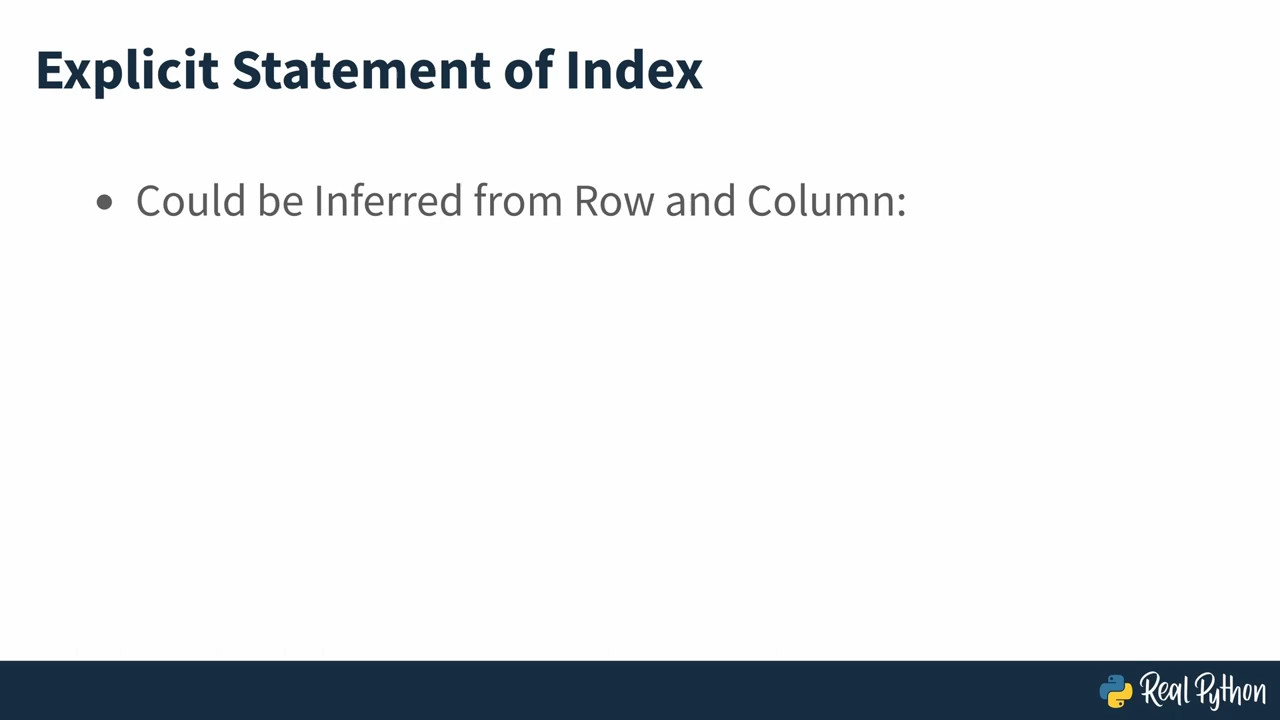 Explicit Statement of Index
• Could be Inferred from Row and Column:
Real Python